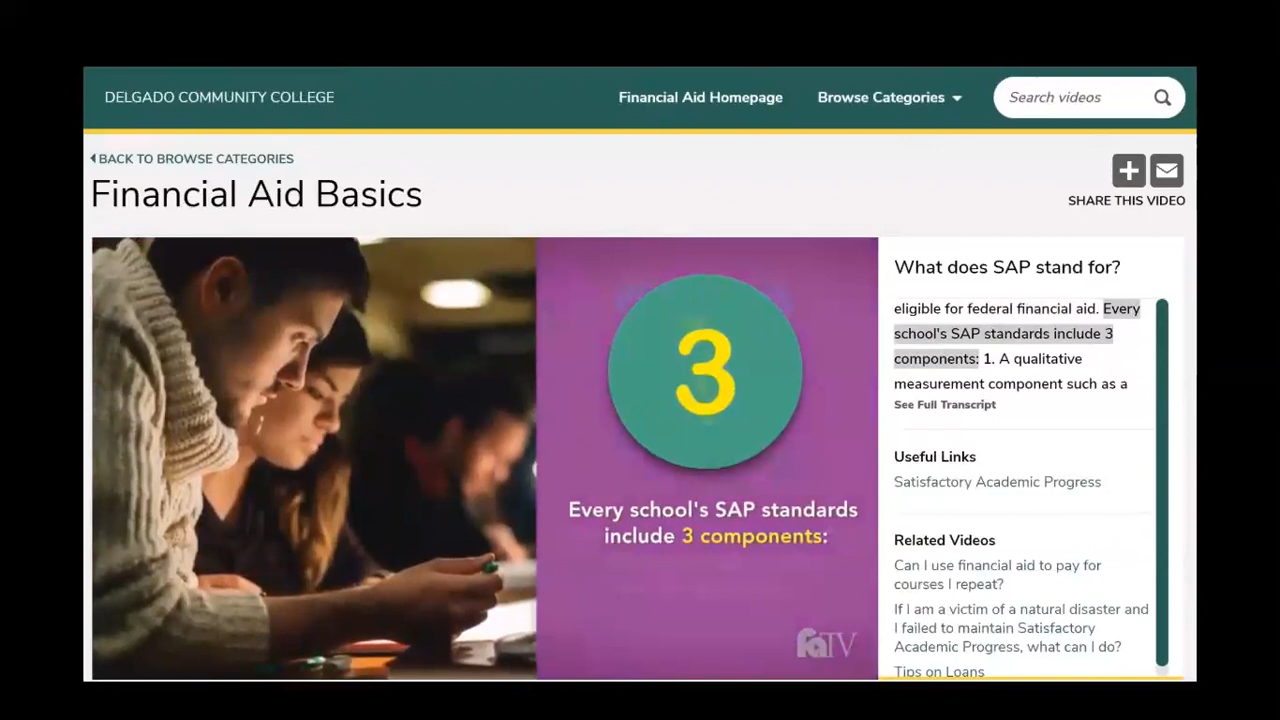 DELGADO COMMUNITY COLLEGE
Financial Aid Homepage
Browse Categories
Search videos
BACK TO BROWSE CATEGORIES
Financial Aid Basics
SHARE THIS VIDEO
3
Every school's SAP standards
include 3 components:
faTV
What does SAP stand for?
eligible for federal financial aid. Every
school's SAP standards include 3
components: 1. A qualitative
measurement component such as a
See Full Transcript
Useful Links
Satisfactory Academic Progress
Related Videos
Can I use financial aid to pay for
courses I repeat?
If I am a victim of a natural disaster and
I failed to maintain Satisfactory
Academic Progress, what can I do?
Tips on Loans